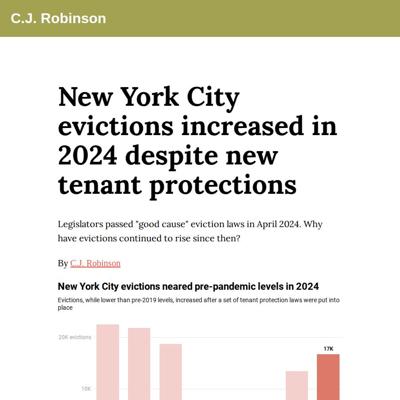 C.J. Robinson
New York City
evictions increased in
2024 despite new
tenant protections
Legislators passed "good cause" eviction laws in April 2024. Why
have evictions continued to rise since then?
By C.J. Robinson
New York City evictions neared pre-pandemic levels in 2024
Evictions, while lower than pre-2019 levels, increased after a set of tenant protection laws were put into
place
17K
20K evictions